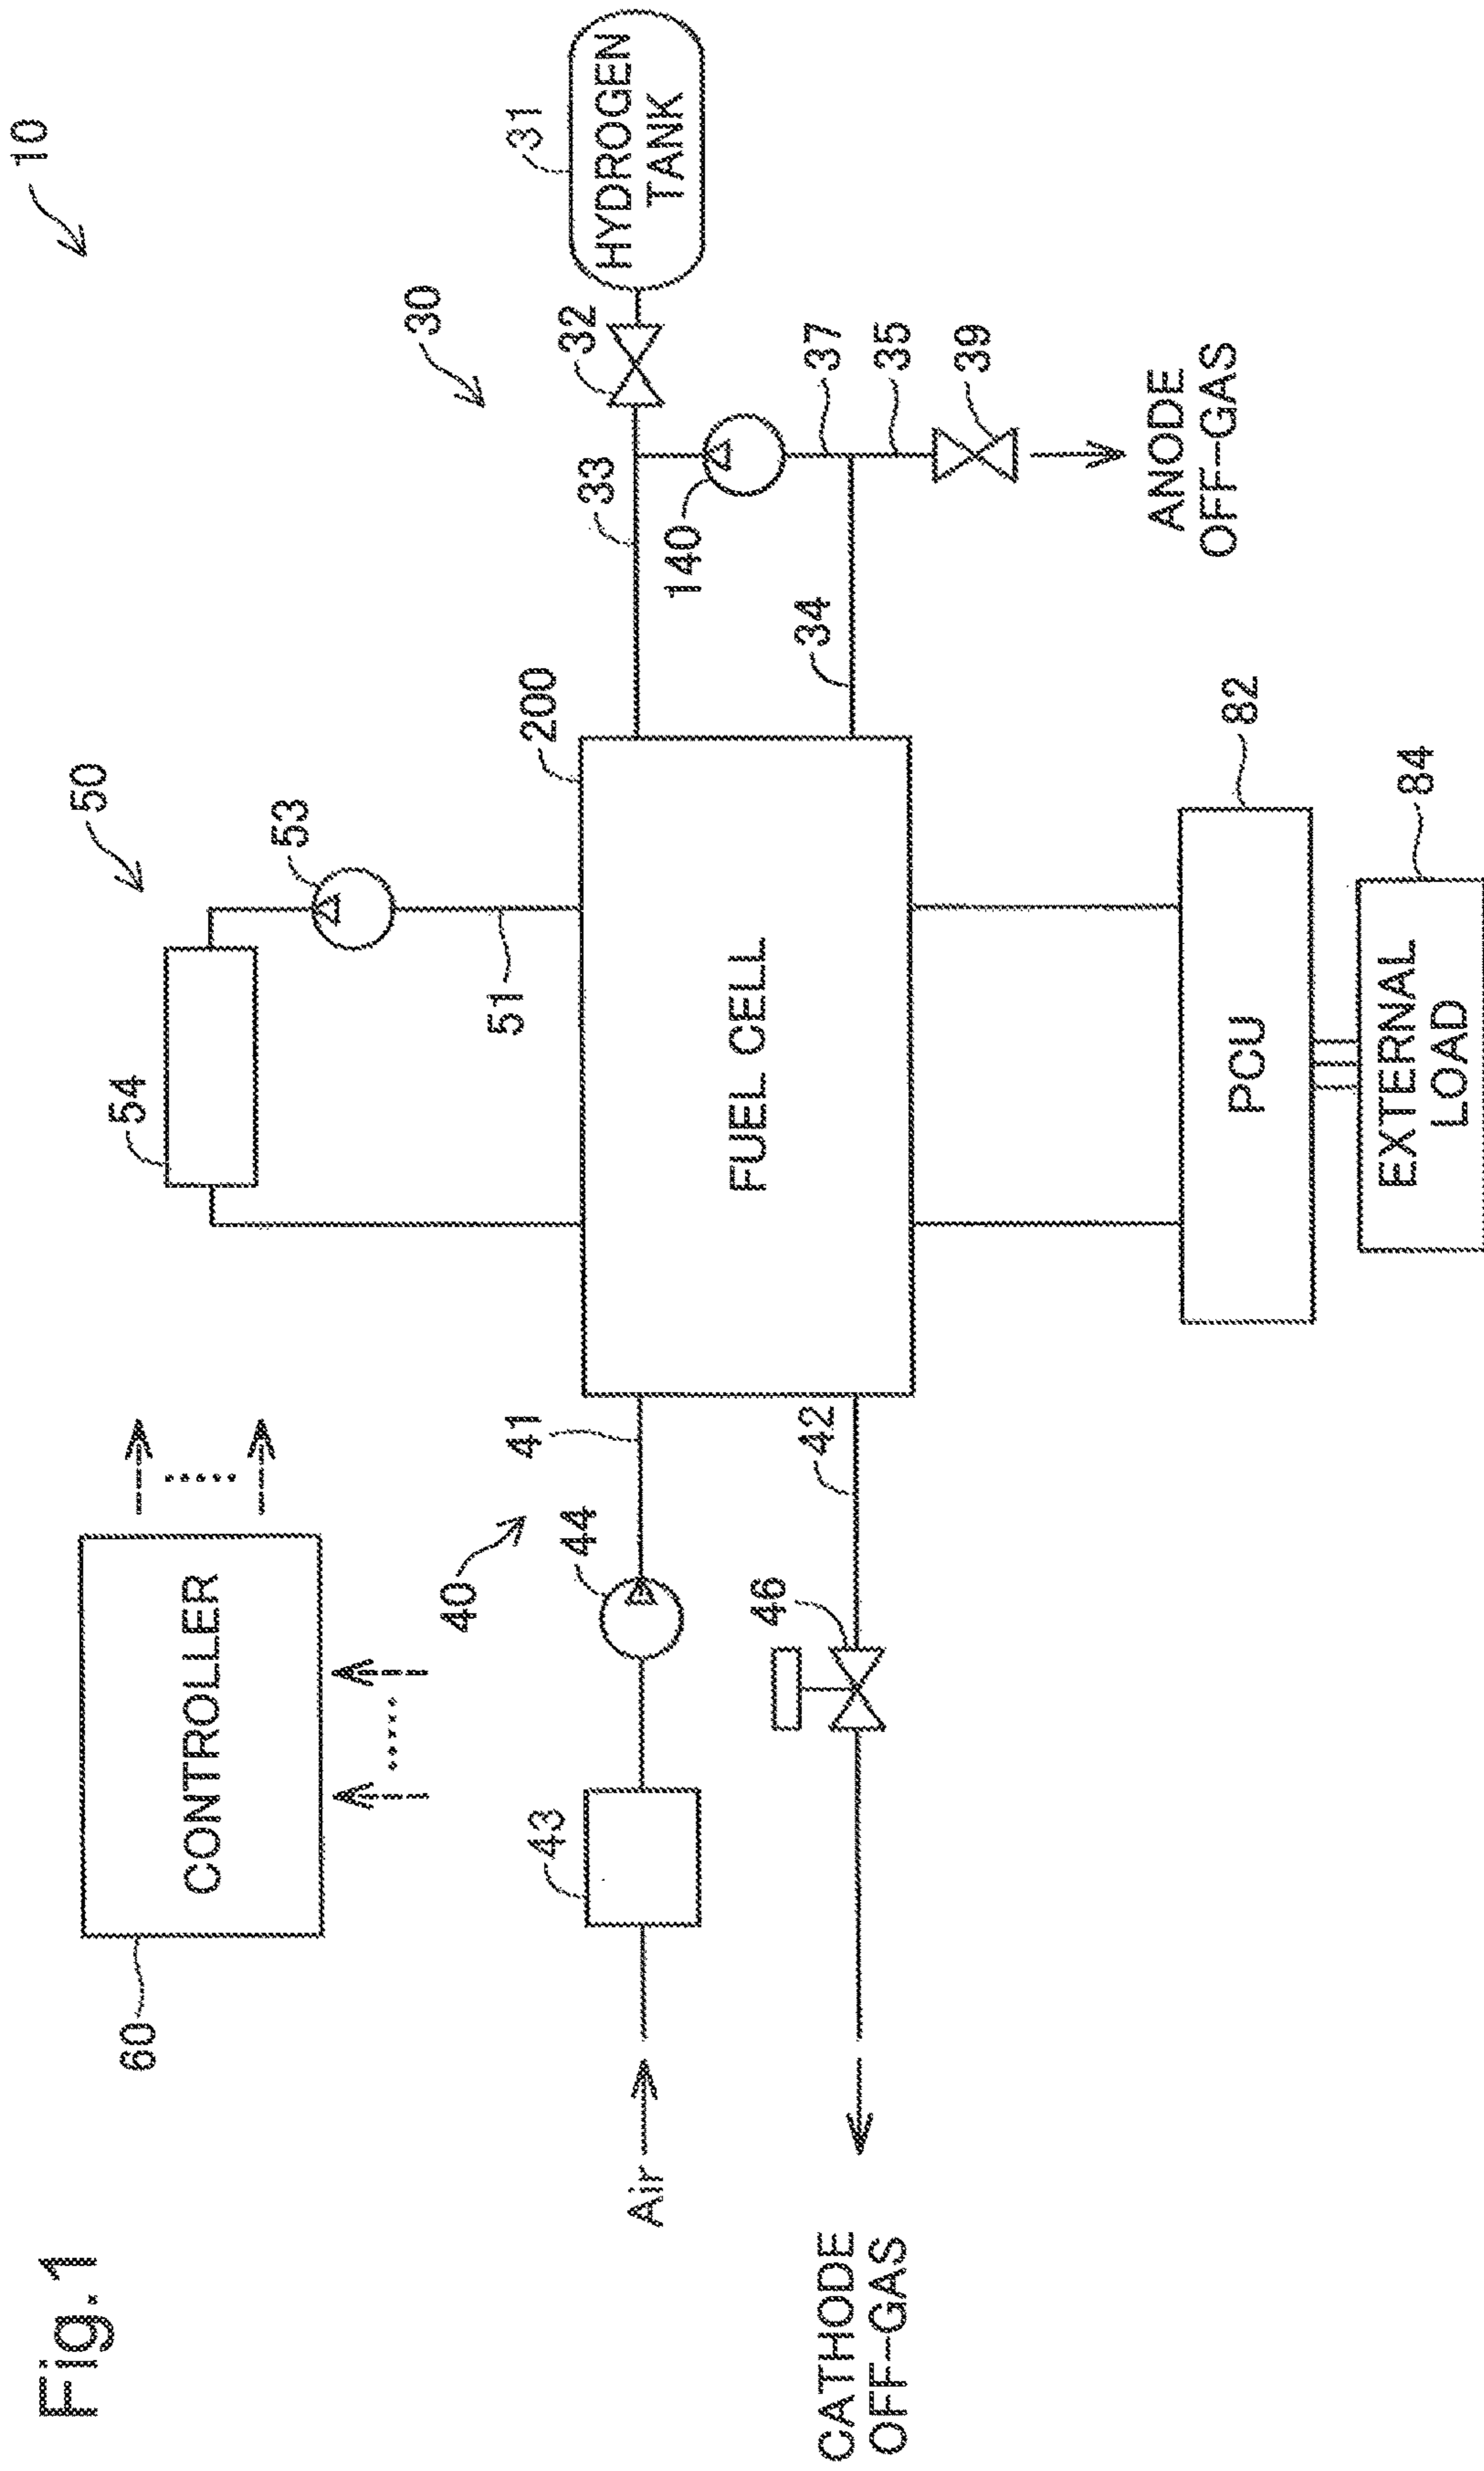 Fig.1
10
60
CONTROLLER
50
54
53
51
200
30
31
HYDROGEN
TANK
32
33
140
37
35
39
34
ANODE
OFF-GAS
40
41
44
43
Air
42
46
CATHODE
OFF-GAS
FUEL CELL
82
PCU
84
EXTERNAL
LOAD